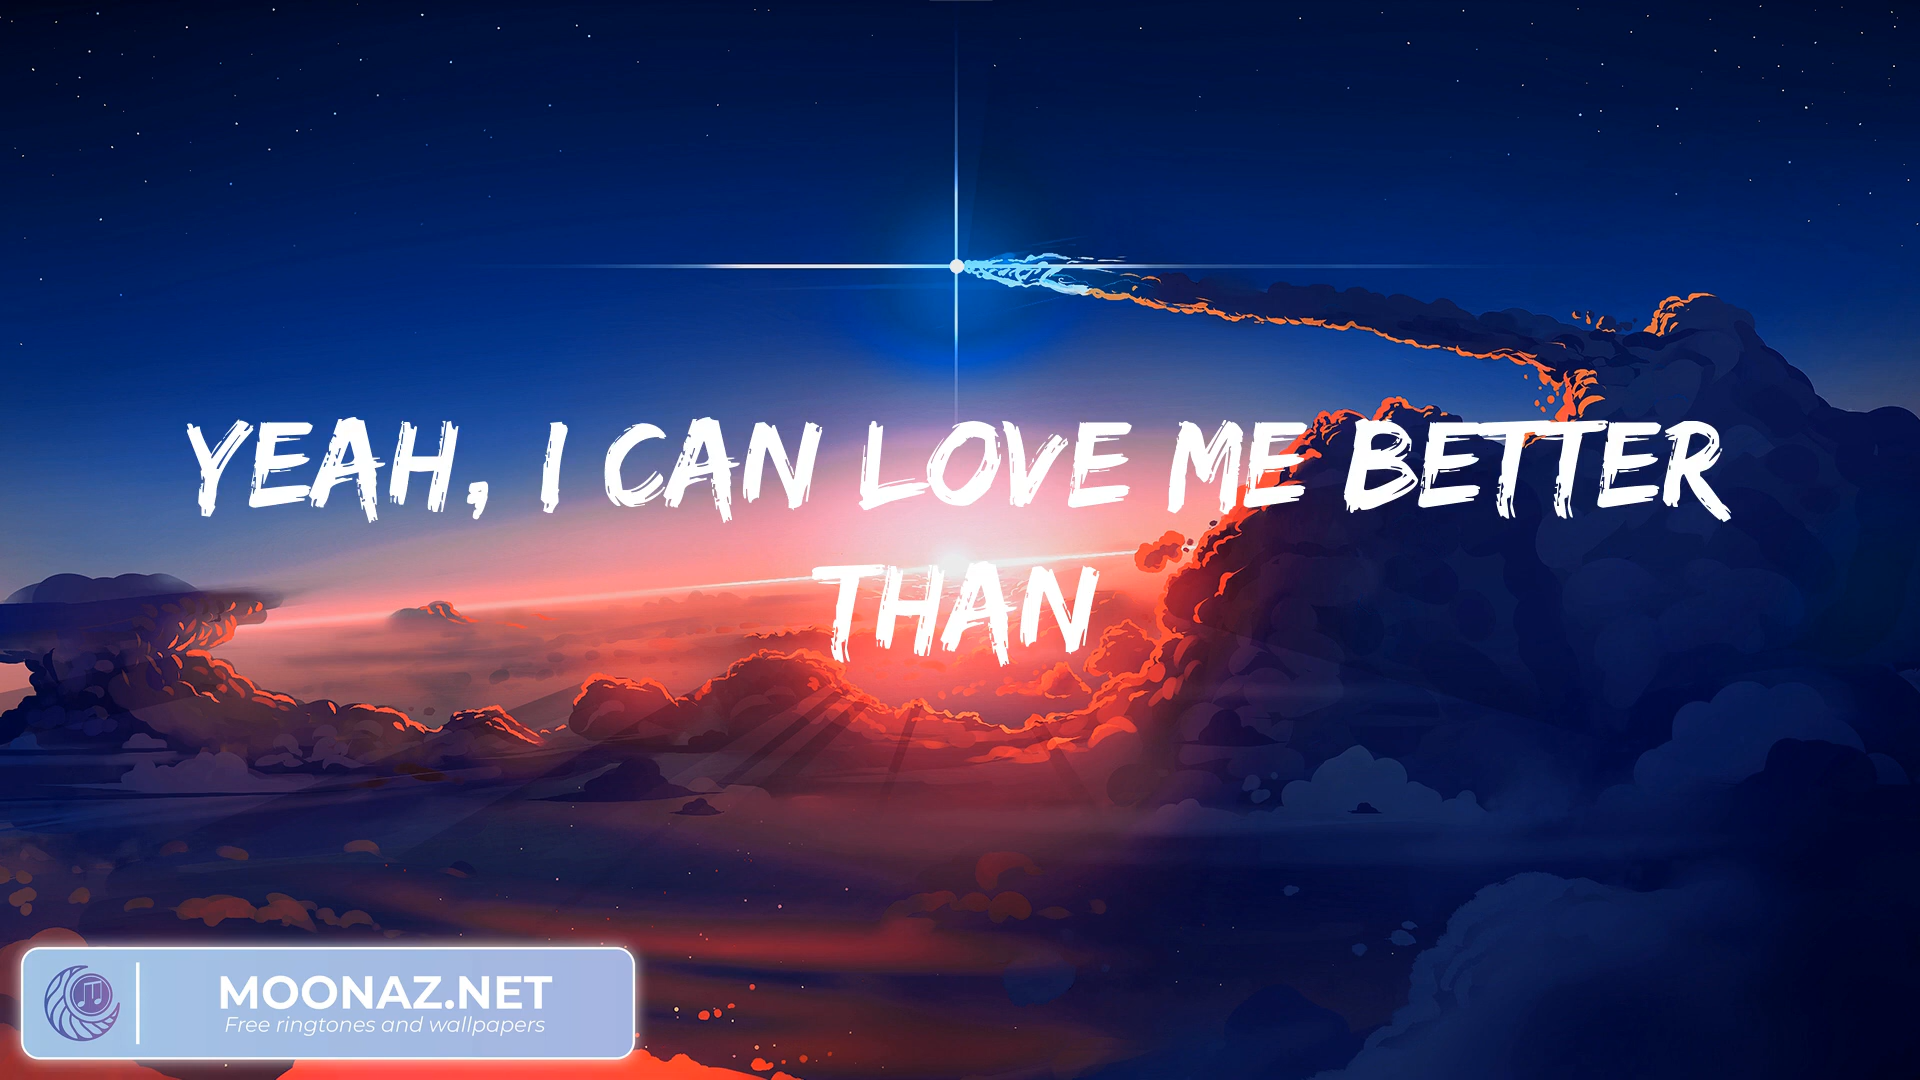 YEAH, I CAN LOVE ME BETTER
THAN
MOONAZ.NET
Free ringtones and wallpapers